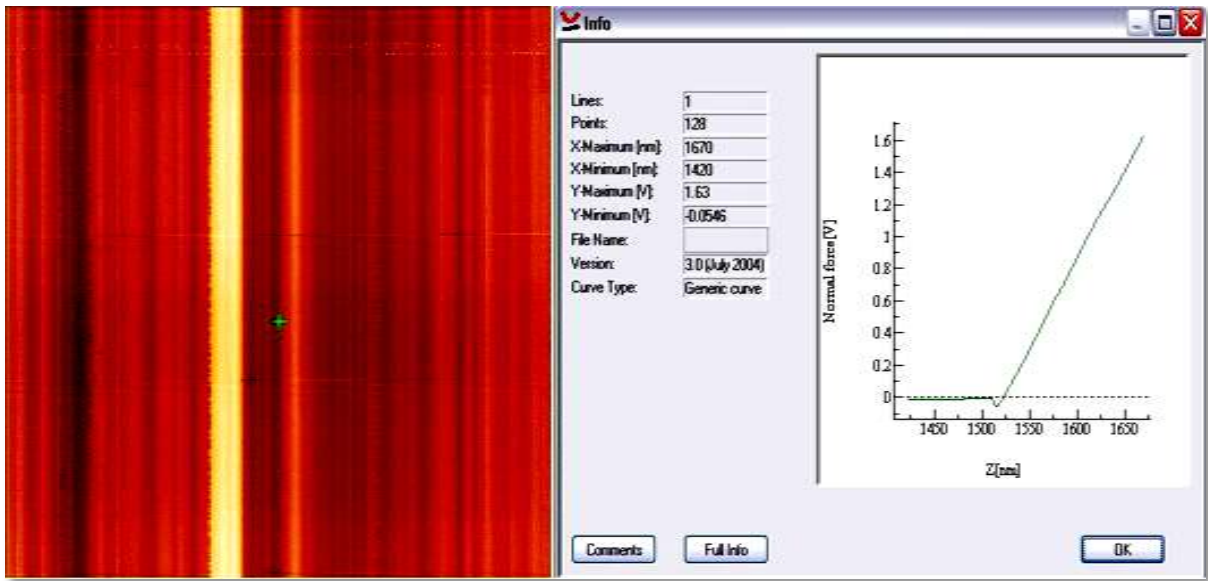 Info
Lines: 1
Points: 128
X-Maximum [nm]: 1670
X-Minimum [nm]: 1420
Y-Maximum [V]: 1.63
Y-Minimum [V]: -0.0546
File Name:
Version: 3.0 (July 2004)
Curve Type: Generic curve
Normal force[V]
1.6
1.4
1.2
1
0.8
0.6
0.4
0.2
0
1450 1500 1550 1600 1650
Z[nm]
Comments Full Info OK